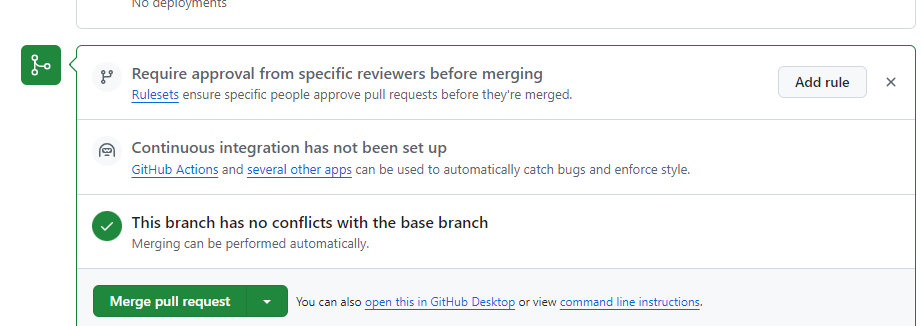 No deployments
Require approval from specific reviewers before merging
Rulesets ensure specific people approve pull requests before they're merged.
Add rule
Continuous integration has not been set up
GitHub Actions and several other apps can be used to automatically catch bugs and enforce style.
This branch has no conflicts with the base branch
Merging can be performed automatically.
Merge pull request
You can also open this in GitHub Desktop or view command line instructions.